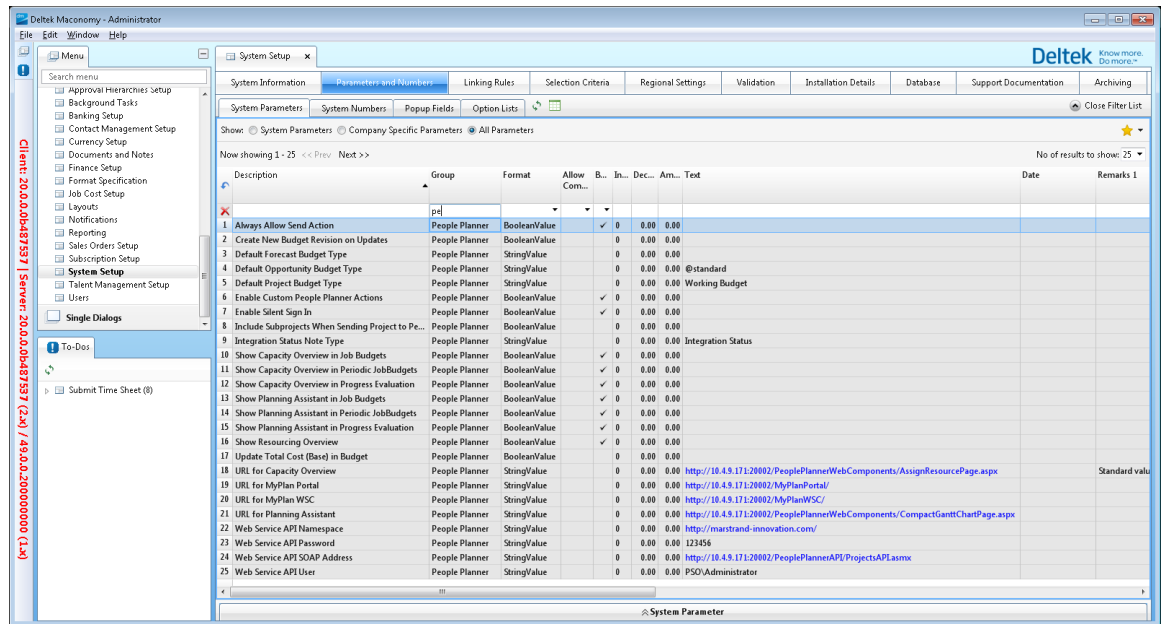 Deltek Maconomy - Administrator
File Edit Window Help
Menu
Search menu
Approval Hierarchies Setup
Background Tasks
Banking Setup
Contact Management Setup
Currency Setup
Documents and Notes
Finance Setup
Format Specification
Job Cost Setup
Layouts
Notifications
Reporting
Sales Orders Setup
Subscription Setup
System Setup
Talent Management Setup
Users
Single Dialogs
To-Dos
Submit Time Sheet (8)
Client: 20.0.0.0b487537 | Server: 20.0.0.0b487537 (2.x) / 49.0.0.200000000 (1.x)
System Setup x
Deltek Know more. Do more.™
System Information Parameters and Numbers Linking Rules Selection Criteria Regional Settings Validation Installation Details Database Support Documentation Archiving
System Parameters System Numbers Popup Fields Option Lists Close Filter List
Show: System Parameters Company Specific Parameters All Parameters
Now showing 1 - 25 << Prev Next >> No of results to show: 25
Description Group Format Allow Com... B... In... Dec... Am... Text Date Remarks 1
pe
1 Always Allow Send Action People Planner BooleanValue ✓ 0 0.00 0.00
2 Create New Budget Revision on Updates People Planner BooleanValue 0 0.00 0.00
3 Default Forecast Budget Type People Planner StringValue 0 0.00 0.00
4 Default Opportunity Budget Type People Planner StringValue 0 0.00 0.00 @standard
5 Default Project Budget Type People Planner StringValue 0 0.00 0.00 Working Budget
6 Enable Custom People Planner Actions People Planner BooleanValue ✓ 0 0.00 0.00
7 Enable Silent Sign In People Planner BooleanValue ✓ 0 0.00 0.00
8 Include Subprojects When Sending Project to Pe... People Planner BooleanValue 0 0.00 0.00
9 Integration Status Note Type People Planner StringValue 0 0.00 0.00 Integration Status
10 Show Capacity Overview in Job Budgets People Planner BooleanValue ✓ 0 0.00 0.00
11 Show Capacity Overview in Periodic JobBudgets People Planner BooleanValue ✓ 0 0.00 0.00
12 Show Capacity Overview in Progress Evaluation People Planner BooleanValue ✓ 0 0.00 0.00
13 Show Planning Assistant in Job Budgets People Planner BooleanValue ✓ 0 0.00 0.00
14 Show Planning Assistant in Periodic JobBudgets People Planner BooleanValue ✓ 0 0.00 0.00
15 Show Planning Assistant in Progress Evaluation People Planner BooleanValue ✓ 0 0.00 0.00
16 Show Resourcing Overview People Planner BooleanValue ✓ 0 0.00 0.00
17 Update Total Cost (Base) in Budget People Planner BooleanValue 0 0.00 0.00
18 URL for Capacity Overview People Planner StringValue 0 0.00 0.00 http://10.4.9.171:20002/PeoplePlannerWebComponents/AssignResourcePage.aspx Standard valu
19 URL for MyPlan Portal People Planner StringValue 0 0.00 0.00 http://10.4.9.171:20002/MyPlanPortal/
20 URL for MyPlan WSC People Planner StringValue 0 0.00 0.00 http://10.4.9.171:20002/MyPlanWSC/
21 URL for Planning Assistant People Planner StringValue 0 0.00 0.00 http://10.4.9.171:20002/PeoplePlannerWebComponents/CompactGanttChartPage.aspx
22 Web Service API Namespace People Planner StringValue 0 0.00 0.00 http://marstrand-innovation.com/
23 Web Service API Password People Planner StringValue 0 0.00 0.00 123456
24 Web Service API SOAP Address People Planner StringValue 0 0.00 0.00 http://10.4.9.171:20002/PeoplePlannerAPI/ProjectsAPI.asmx
25 Web Service API User People Planner StringValue 0 0.00 0.00 PSO\Administrator
System Parameter